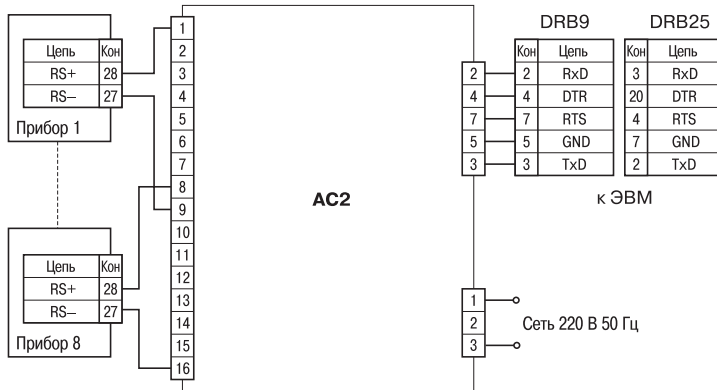 Цепь Кон
RS+ 28
RS– 27
Прибор 1
Цепь Кон
RS+ 28
RS– 27
Прибор 8
1
2
3
4
5
6
7
8
9
10
11
12
13
14
15
16
АС2
2
4
7
5
3
DRB9
Кон Цепь
2 RxD
4 DTR
7 RTS
5 GND
3 TxD
DRB25
Кон Цепь
3 RxD
20 DTR
4 RTS
7 GND
2 TxD
к ЭВМ
1
2
3
Сеть 220 В 50 Гц